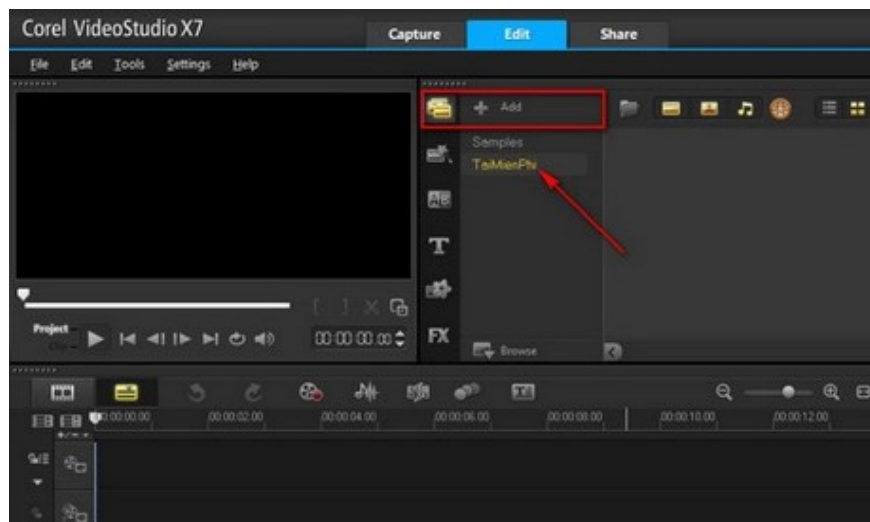 Corel VideoStudio X7
Capture Edit Share
File Edit Tools Settings Help
Add
Samples
TaiMienPhi
AB
T
Project
Clip
00:00:00.00
FX
Browse
00:00:00.00 00:00:02.00 00:00:04.00 00:00:06.00 00:00:08.00 00:00:10.00 00:00:12.00